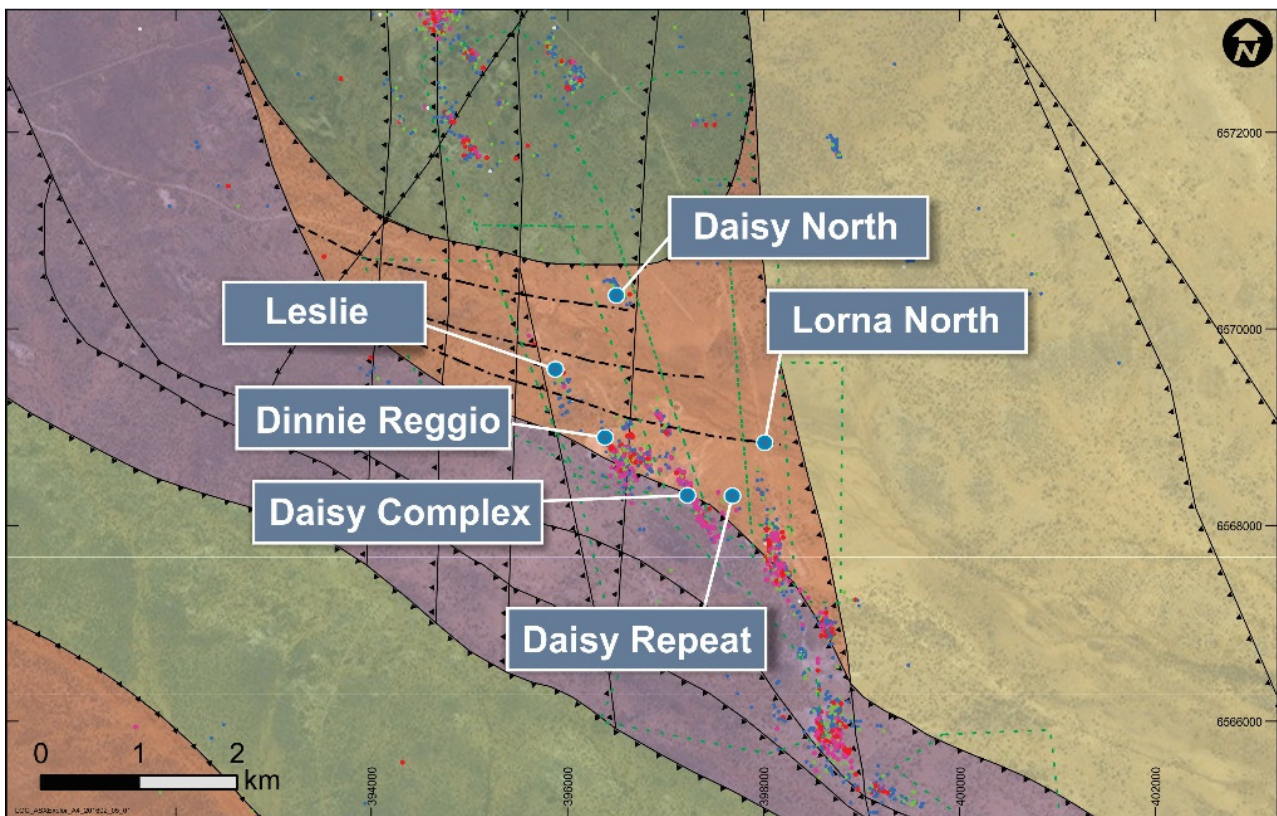 N
6572000
Daisy North
Leslie
Lorna North
6570000
Dinnie Reggio
Daisy Complex
6568000
Daisy Repeat
6566000
0 1 2
km
394000
396000
398000
400000
402000